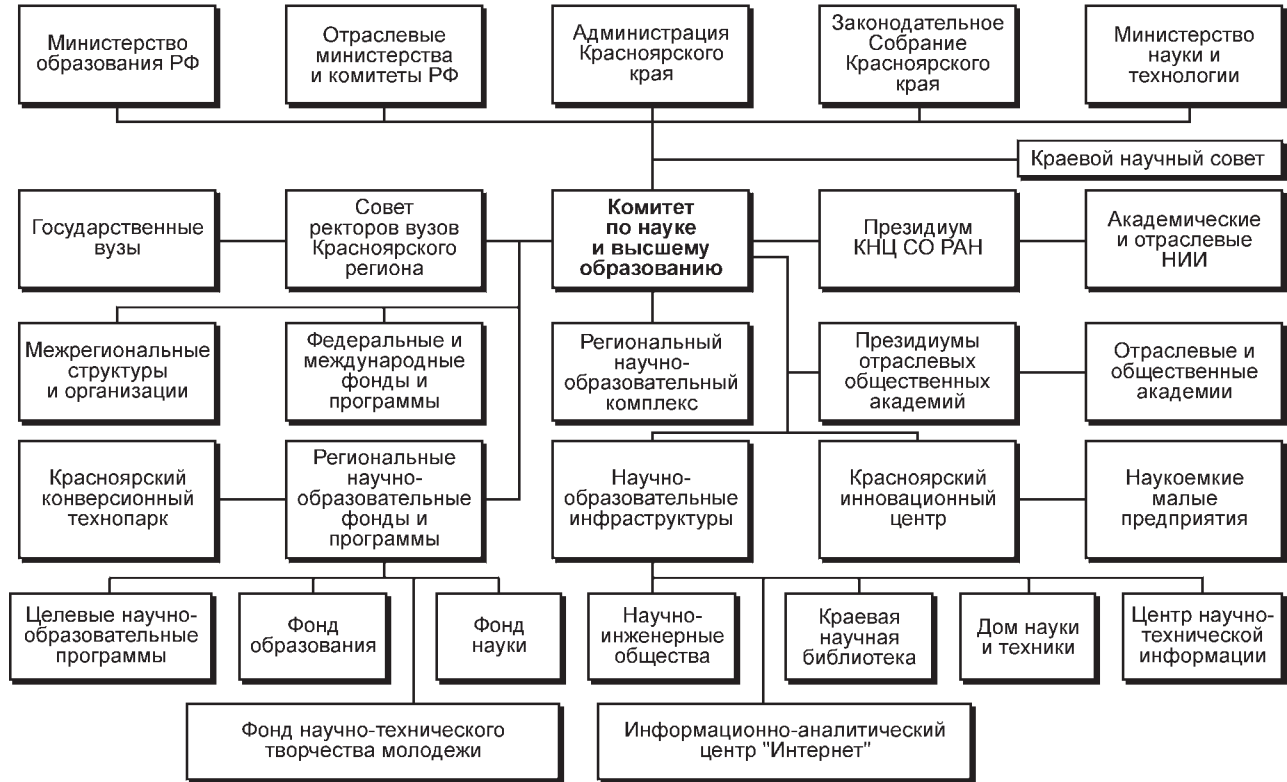 Министерство
образования РФ
Отраслевые
министерства
и комитеты РФ
Администрация
Красноярского
края
Законодательное
Собрание
Красноярского
края
Министерство
науки и
технологии
Краевой научный совет
Государственные
вузы
Совет
ректоров вузов
Красноярского
региона
Комитет
по науке
и высшему
образованию
Президиум
КНЦ СО РАН
Академические
и отраслевые
НИИ
Межрегиональные
структуры
и организации
Федеральные и
международные
фонды и
программы
Региональный
научно-
образовательный
комплекс
Президиумы
отраслевых
общественных
академий
Отраслевые и
общественные
академии
Красноярский
конверсионный
технопарк
Региональные
научно-
образовательные
фонды и
программы
Научно-
образовательные
инфраструктуры
Красноярский
инновационный
центр
Наукоемкие
малые
предприятия
Целевые научно-
образовательные
программы
Фонд
образования
Фонд
науки
Научно-
инженерные
общества
Краевая
научная
библиотека
Дом науки
и техники
Центр научно-
технической
информации
Фонд научно-технического
творчества молодежи
Информационно-аналитический
центр "Интернет"